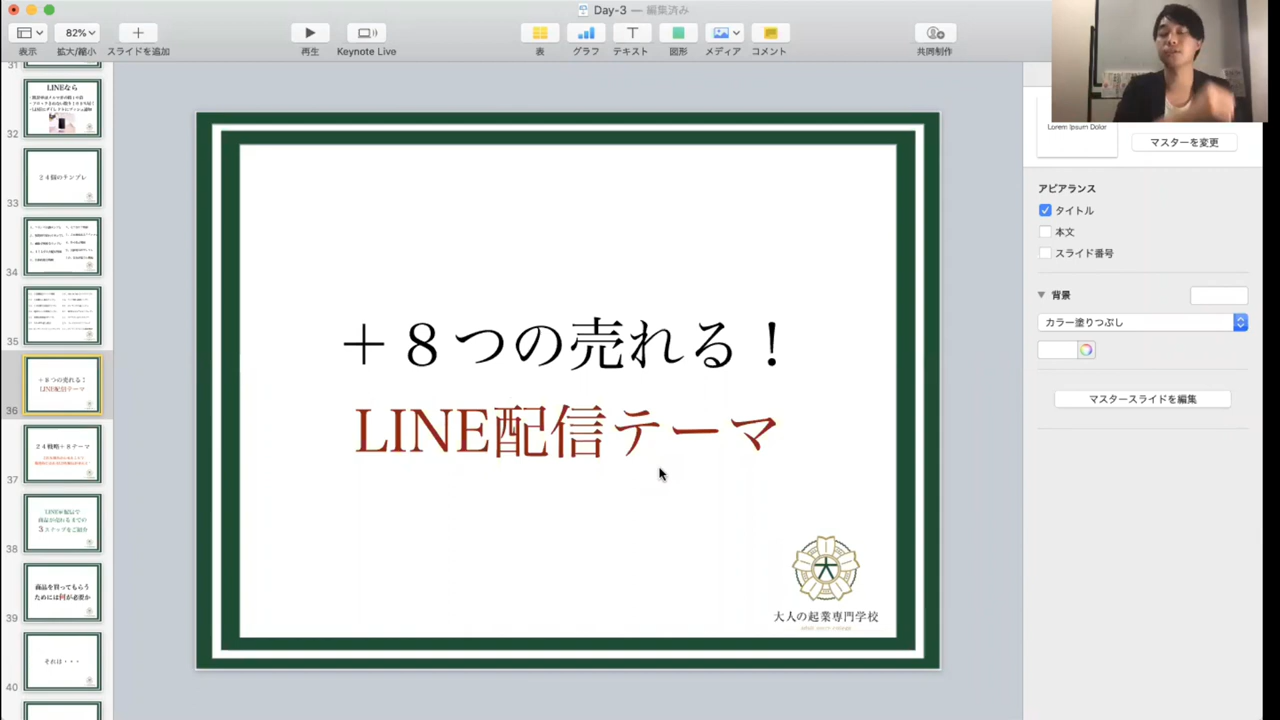 Day-3 — 編集済み
82%
表示
拡大/縮小
スライドを追加
再生
Keynote Live
表
グラフ
テキスト
図形
メディア
コメント
共同制作
31
LINEなら
32
24個のテンプレ
33
34
35
+8つの売れる!
LINE配信テーマ
36
24戦略+8テーマ
37
LINE配信で
商品が売れるまでの
3ステップをご紹介
38
商品を買ってもらう
ためには何が必要か
39
それは・・・
40
+8つの売れる!
LINE配信テーマ
大人の起業専門学校
Lorem Ipsum Dolor
マスターを変更
アピアランス
タイトル
本文
スライド番号
背景
カラー塗りつぶし
マスタースライドを編集